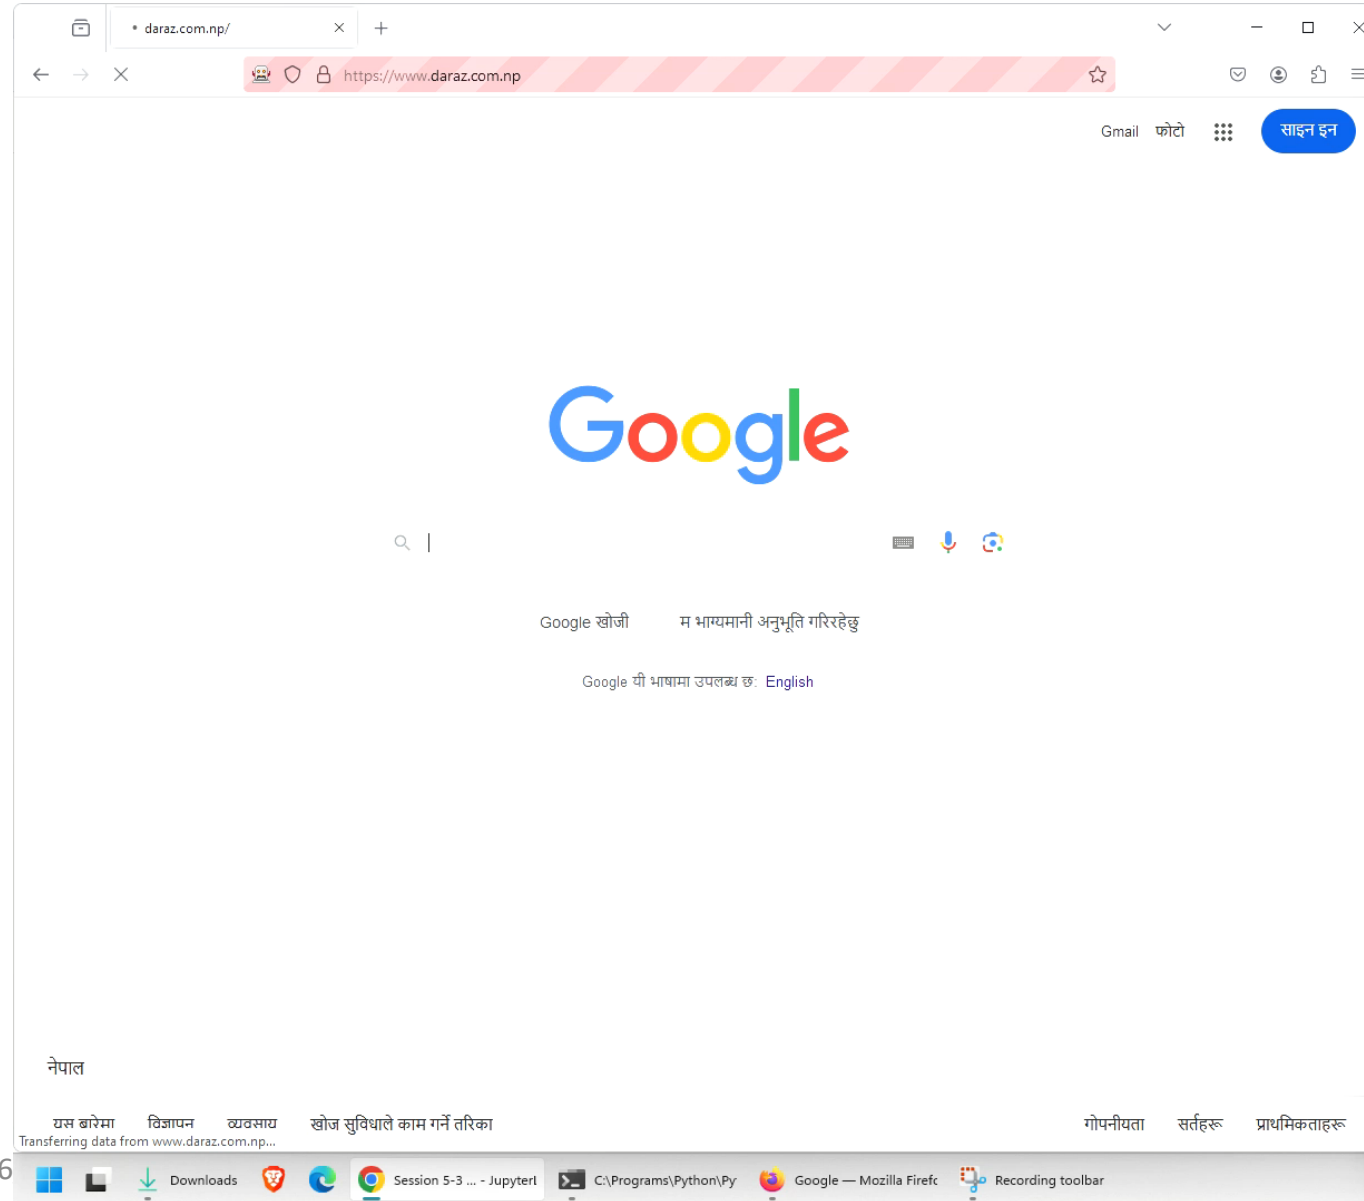 daraz.com.np/
https://www.daraz.com.np
Gmail फोटो साइन इन
Google
Google खोजी म भाग्यमानी अनुभूति गरिरहेछु
Google यी भाषामा उपलब्ध छ: English
नेपाल
यस बारेमा विज्ञापन व्यवसाय खोज सुविधाले काम गर्ने तरिका गोपनीयता सर्तहरू प्राथमिकताहरू
Transferring data from www.daraz.com.np...
6 Downloads Session 5-3 ... - JupyterL C:\Programs\Python\Py Google — Mozilla Firefc Recording toolbar